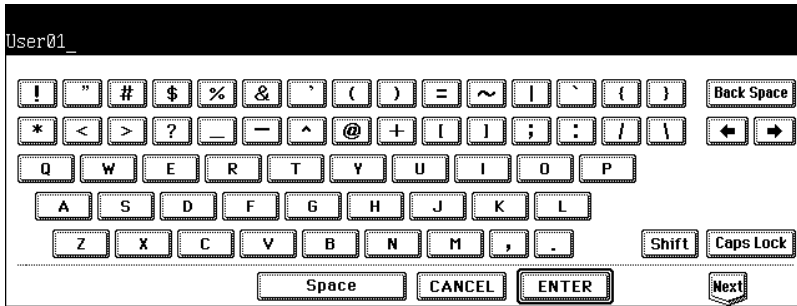 User01_
! " # $ % & ' ( ) = ~ | ` { } Back Space
* < > ? _ - ^ @ + [ ] ; : / \ ← →
Q W E R T Y U I O P
A S D F G H J K L
Z X C V B N M , . Shift Caps Lock
Space CANCEL ENTER Next